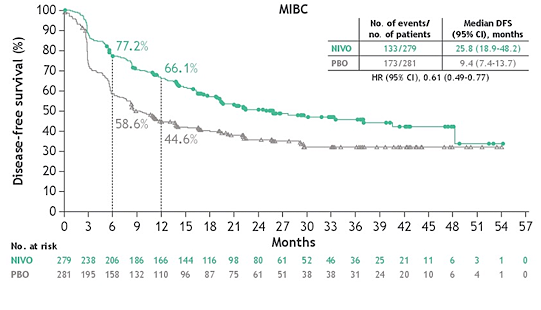 MIBC
No. of events/ no. of patients
Median DFS (95% CI), months
NIVO 133/279 25.8 (18.9-48.2)
PBO 173/281 9.4 (7.4-13.7)
HR (95% CI), 0.61 (0.49-0.77)
Disease-free survival (%)
100
90
80
70
60
50
40
30
20
10
0
77.2%
66.1%
58.6%
44.6%
0 3 6 9 12 15 18 21 24 27 30 33 36 39 42 45 48 51 54 57
Months
No. at risk
NIVO 279 238 206 186 166 144 116 98 80 61 52 46 36 25 21 11 6 3 1 0
PBO 281 195 158 132 110 96 87 75 61 51 38 38 31 24 20 10 6 4 1 0